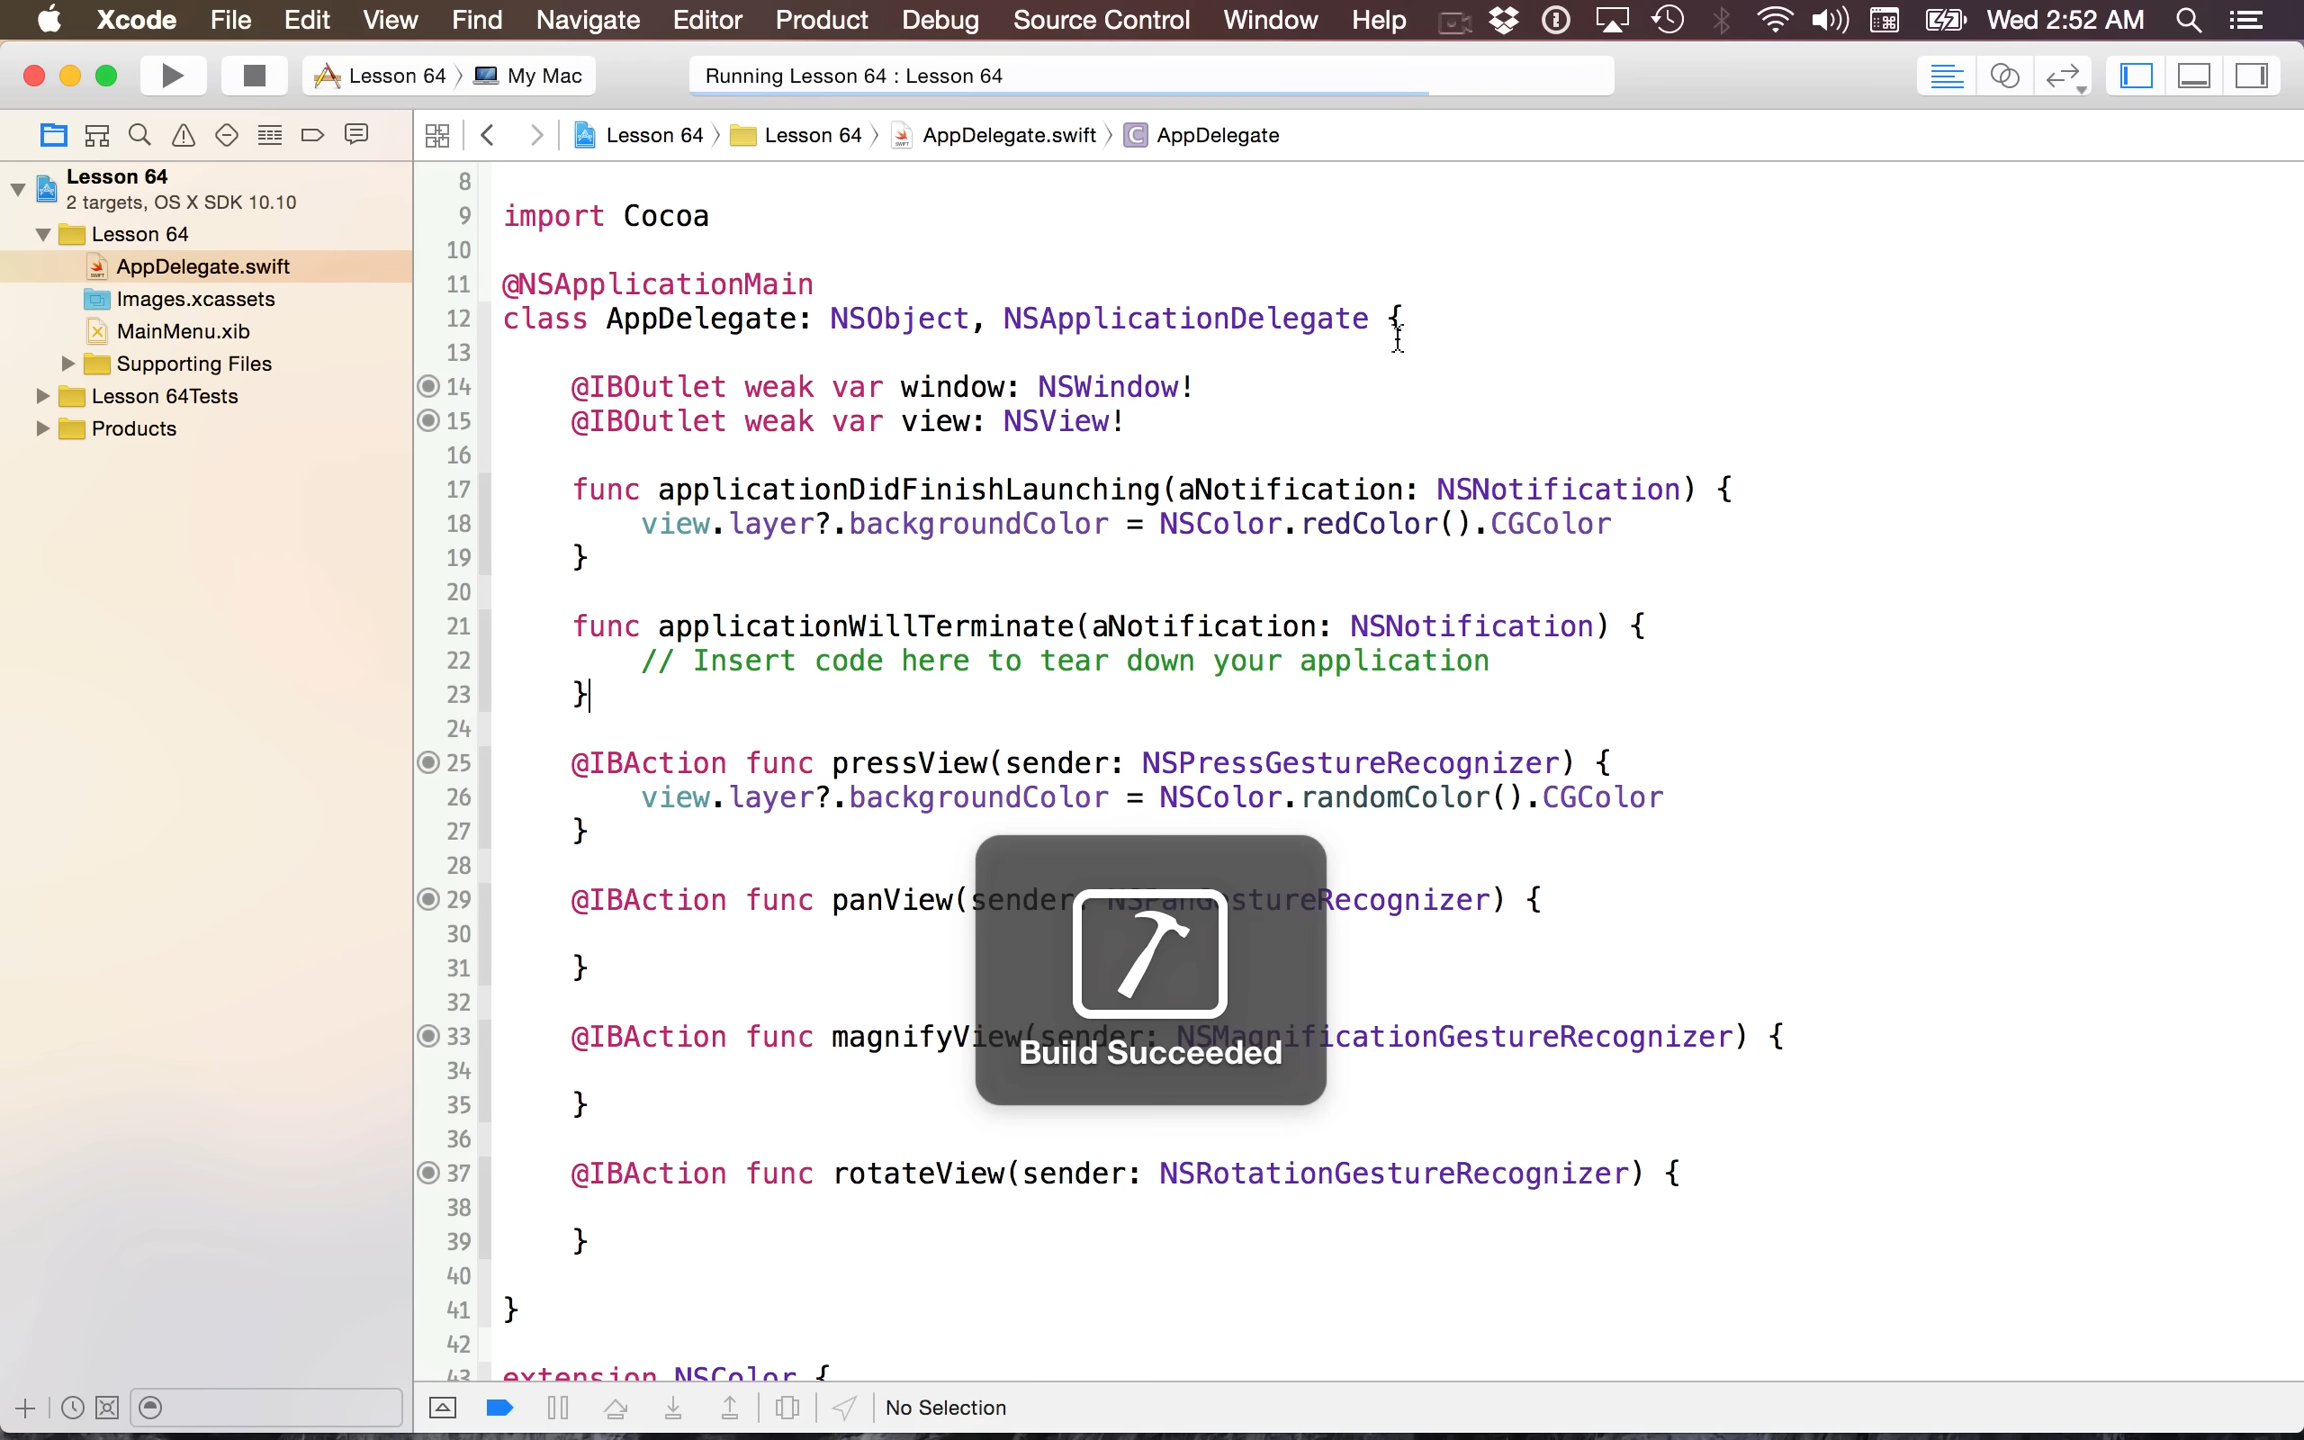 Xcode File Edit View Find Navigate Editor Product Debug Source Control Window Help Wed 2:52 AM
Lesson 64 My Mac Running Lesson 64 : Lesson 64
Lesson 64 Lesson 64 AppDelegate.swift C AppDelegate
Lesson 64
2 targets, OS X SDK 10.10
Lesson 64
AppDelegate.swift
Images.xcassets
MainMenu.xib
Supporting Files
Lesson 64Tests
Products
8
9 import Cocoa
10
11 @NSApplicationMain
12 class AppDelegate: NSObject, NSApplicationDelegate {
13
14 @IBOutlet weak var window: NSWindow!
15 @IBOutlet weak var view: NSView!
16
17 func applicationDidFinishLaunching(aNotification: NSNotification) {
18 view.layer?.backgroundColor = NSColor.redColor().CGColor
19 }
20
21 func applicationWillTerminate(aNotification: NSNotification) {
22 // Insert code here to tear down your application
23 }
24
25 @IBAction func pressView(sender: NSPressGestureRecognizer) {
26 view.layer?.backgroundColor = NSColor.randomColor().CGColor
27 }
28
29 @IBAction func panView(sender: NSPanGestureRecognizer) {
30
31 }
32
33 @IBAction func magnifyView(sender: NSMagnificationGestureRecognizer) {
34
35 }
36
37 @IBAction func rotateView(sender: NSRotationGestureRecognizer) {
38
39 }
40
41 }
42
43 extension NSColor {
Build Succeeded
No Selection